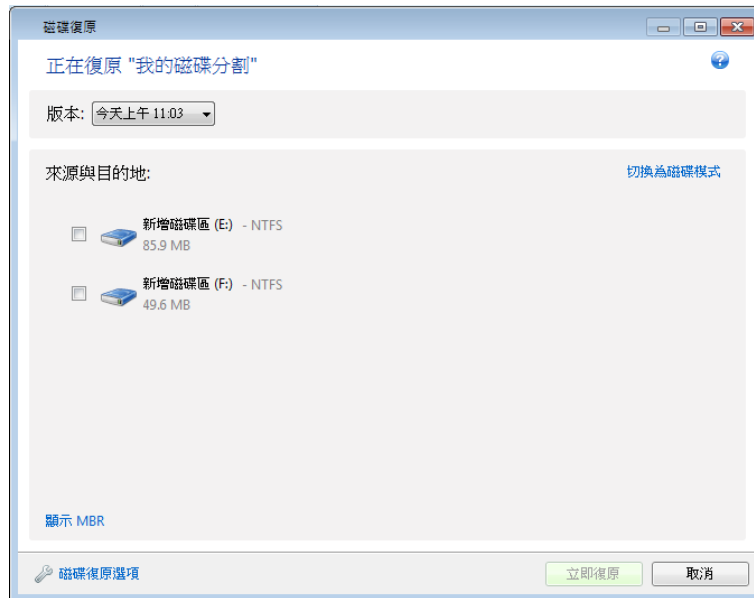 磁碟復原
正在復原 "我的磁碟分割"
版本: 今天上午 11:03
來源與目的地: 切換為磁碟模式
新增磁碟區 (E:) - NTFS
85.9 MB
新增磁碟區 (F:) - NTFS
49.6 MB
顯示 MBR
磁碟復原選項 立即復原 取消